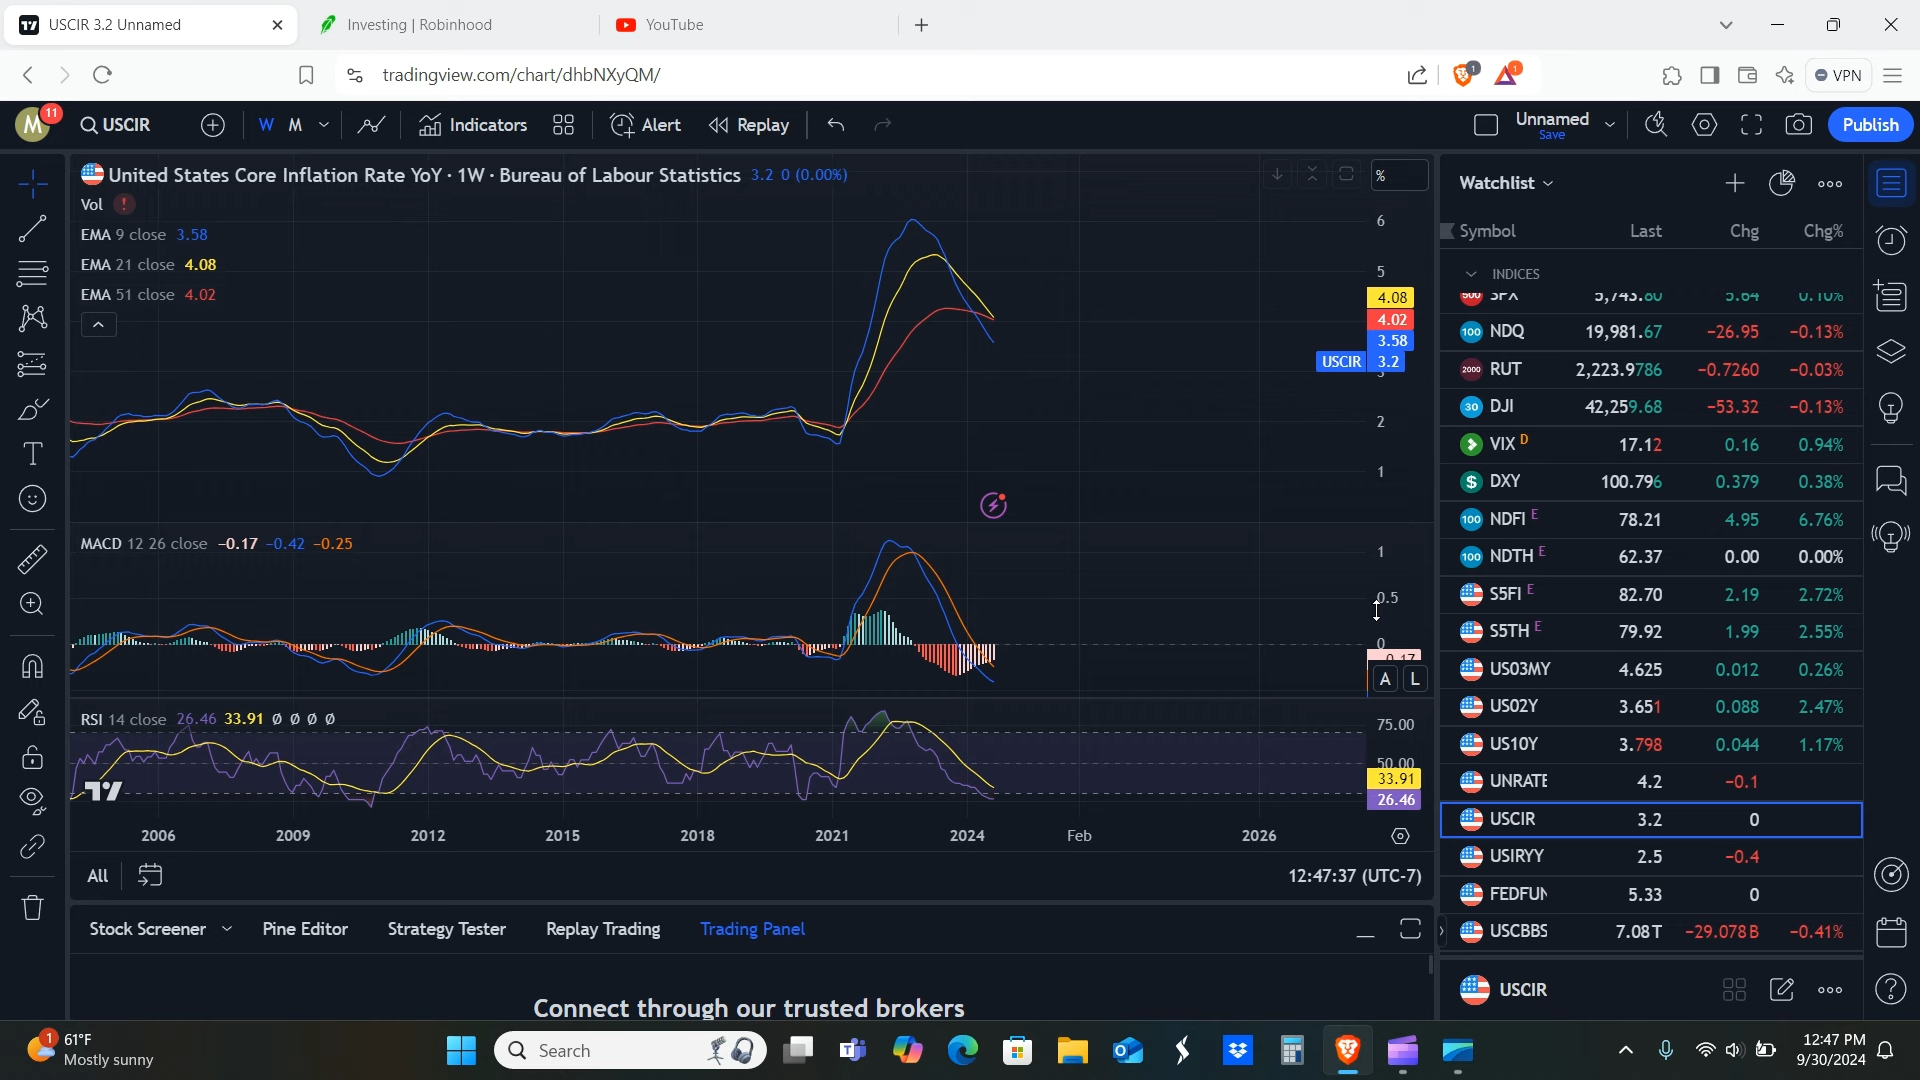 USCIR 3.2 Unnamed
Investing | Robinhood
YouTube
tradingview.com/chart/dhbNXyQM/
1
1
VPN
M
11
USCIR
W M
Indicators
Alert
Replay
Unnamed
Save
Publish
United States Core Inflation Rate YoY · 1W · Bureau of Labour Statistics 3.2 0 (0.00%)
%
Vol
EMA 9 close 3.58
EMA 21 close 4.08
EMA 51 close 4.02
6
5
4.08
4.02
3.58
USCIR 3.2
2
1
MACD 12 26 close −0.17 −0.42 −0.25
1
0.5
0
A L
RSI 14 close 26.46 33.91 Ø Ø Ø Ø
75.00
50.00
33.91
26.46
2006 2009 2012 2015 2018 2021 2024 Feb 2026
All
12:47:37 (UTC-7)
Stock Screener Pine Editor Strategy Tester Replay Trading Trading Panel
Connect through our trusted brokers
Watchlist
Symbol Last Chg Chg%
INDICES
SPX 5,743.80 5.64 0.10%
NDQ 19,981.67 −26.95 −0.13%
RUT 2,223.9786 −0.7260 −0.03%
DJI 42,259.68 −53.32 −0.13%
VIX D 17.12 0.16 0.94%
DXY 100.796 0.379 0.38%
NDFI E 78.21 4.95 6.76%
NDTH E 62.37 0.00 0.00%
S5FI E 82.70 2.19 2.72%
S5TH E 79.92 1.99 2.55%
US03MY 4.625 0.012 0.26%
US02Y 3.651 0.088 2.47%
US10Y 3.798 0.044 1.17%
UNRATE 4.2 −0.1
USCIR 3.2 0
USIRYY 2.5 −0.4
FEDFUN 5.33 0
USCBBS 7.08T −29.078B −0.41%
USCIR
1
61°F
Mostly sunny
Search
12:47 PM
9/30/2024